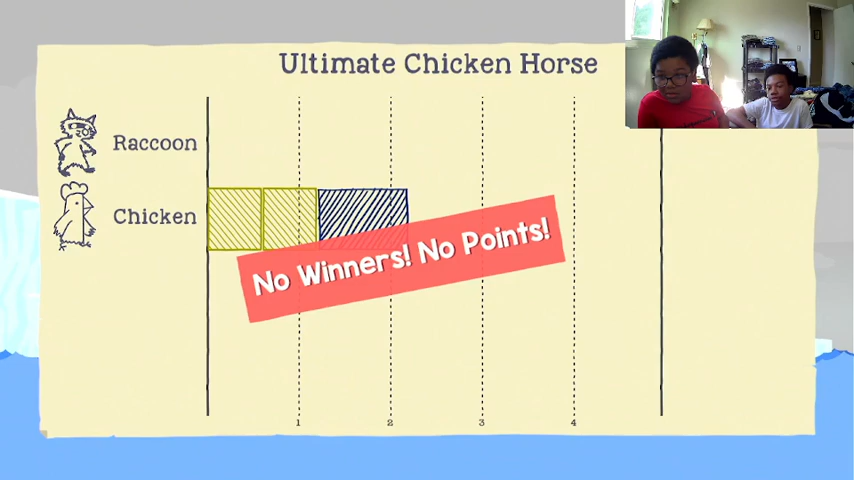 Ultimate Chicken Horse
Raccoon
Chicken
No Winners! No Points!
1 2 3 4